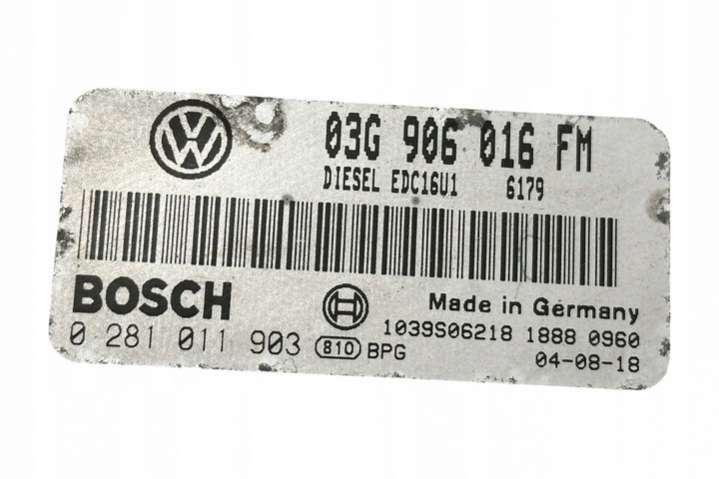 03G 906 016 FM
DIESEL EDC16U1 6179
BOSCH
Made in Germany
0 281 011 903 810 BPG
1039S06218 1888 0960
04-08-18